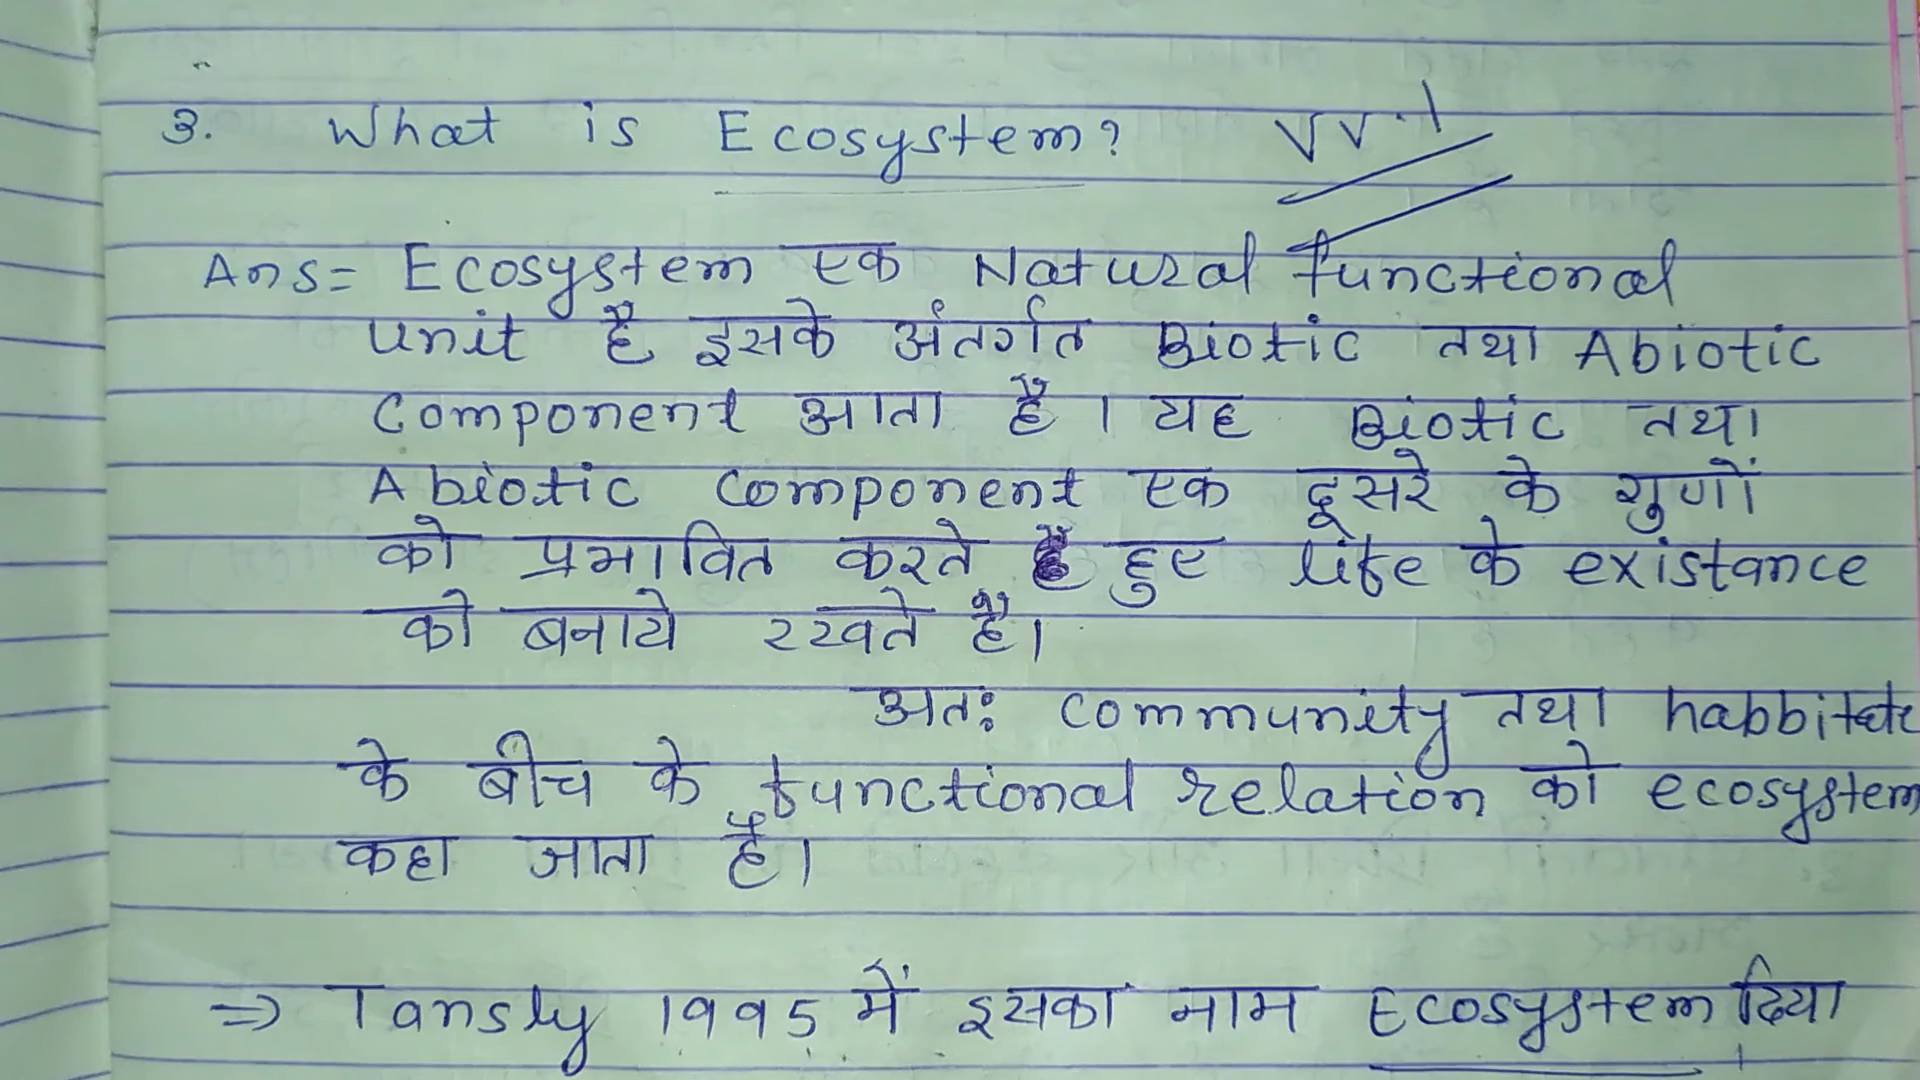 3. What is Ecosystem? VV.I
Ans= Ecosystem एक Natural functional
unit है इसके अंतर्गत Biotic तथा Abiotic
Component आता है । यह Biotic तथा
Abiotic Component एक दूसरे के गुणों
को प्रभावित करते हुए life के existance
को बनाये रखते है।
अतः community तथा habbitate
के बीच के functional relation को ecosystem
कहा जाता है।
⇒ Tansly 1995 में इसका नाम Ecosystem दिया